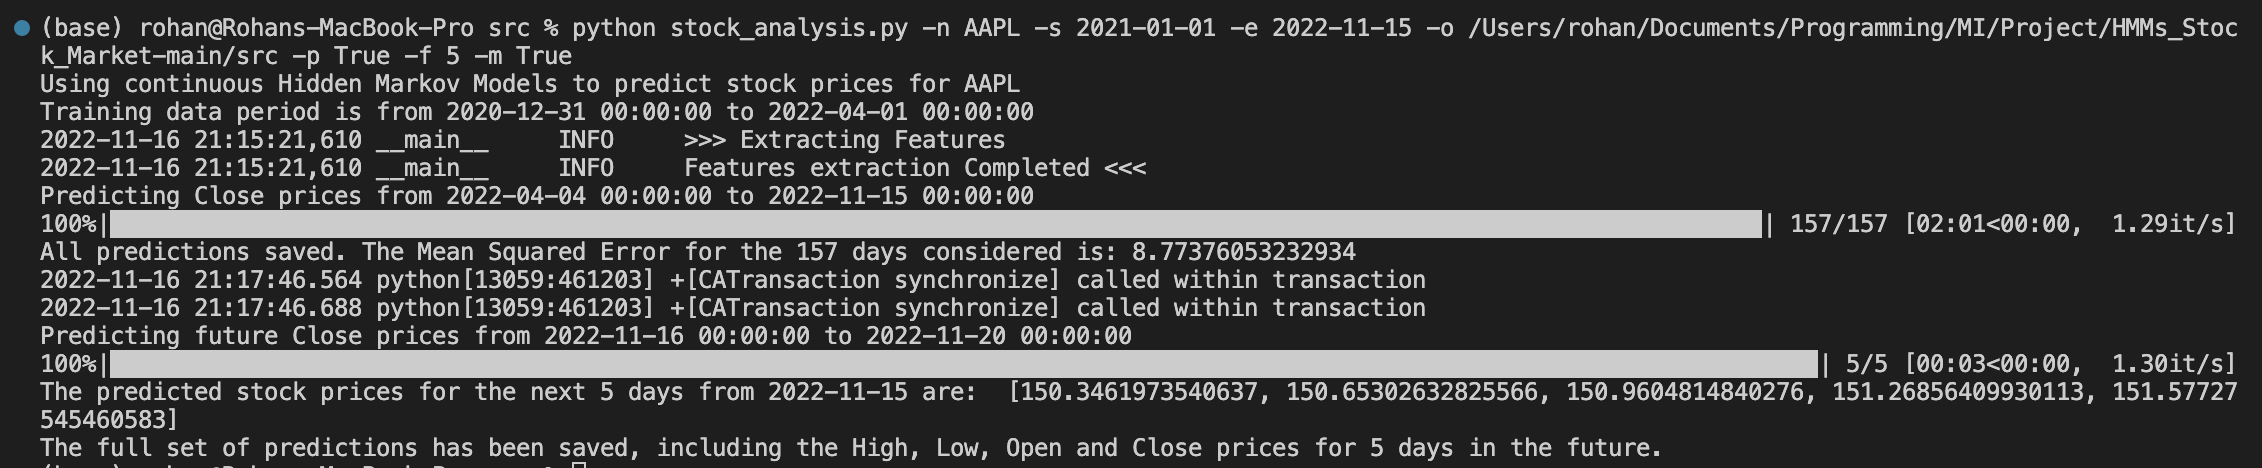 (base) rohan@Rohans-MacBook-Pro src % python stock_analysis.py -n AAPL -s 2021-01-01 -e 2022-11-15 -o /Users/rohan/Documents/Programming/MI/Project/HMMs_Stoc
k_Market-main/src -p True -f 5 -m True
Using continuous Hidden Markov Models to predict stock prices for AAPL
Training data period is from 2020-12-31 00:00:00 to 2022-04-01 00:00:00
2022-11-16 21:15:21,610 __main__     INFO     >>> Extracting Features
2022-11-16 21:15:21,610 __main__     INFO     Features extraction Completed <<<
Predicting Close prices from 2022-04-04 00:00:00 to 2022-11-15 00:00:00
100%|| 157/157 [02:01<00:00,  1.29it/s]
All predictions saved. The Mean Squared Error for the 157 days considered is: 8.77376053232934
2022-11-16 21:17:46.564 python[13059:461203] +[CATransaction synchronize] called within transaction
2022-11-16 21:17:46.688 python[13059:461203] +[CATransaction synchronize] called within transaction
Predicting future Close prices from 2022-11-16 00:00:00 to 2022-11-20 00:00:00
100%|| 5/5 [00:03<00:00,  1.30it/s]
The predicted stock prices for the next 5 days from 2022-11-15 are:  [150.3461973540637, 150.65302632825566, 150.9604814840276, 151.26856409930113, 151.57727
545460583]
The full set of predictions has been saved, including the High, Low, Open and Close prices for 5 days in the future.